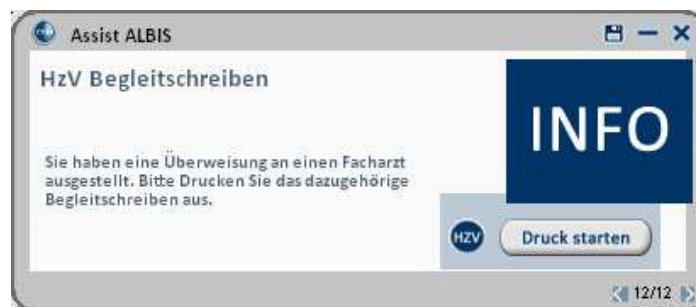 Assist ALBIS
HzV Begleitschreiben
INFO
Sie haben eine Überweisung an einen Facharzt
ausgestellt. Bitte Drucken Sie das dazugehörige
Begleitschreiben aus.
HZV
Druck starten
12/12